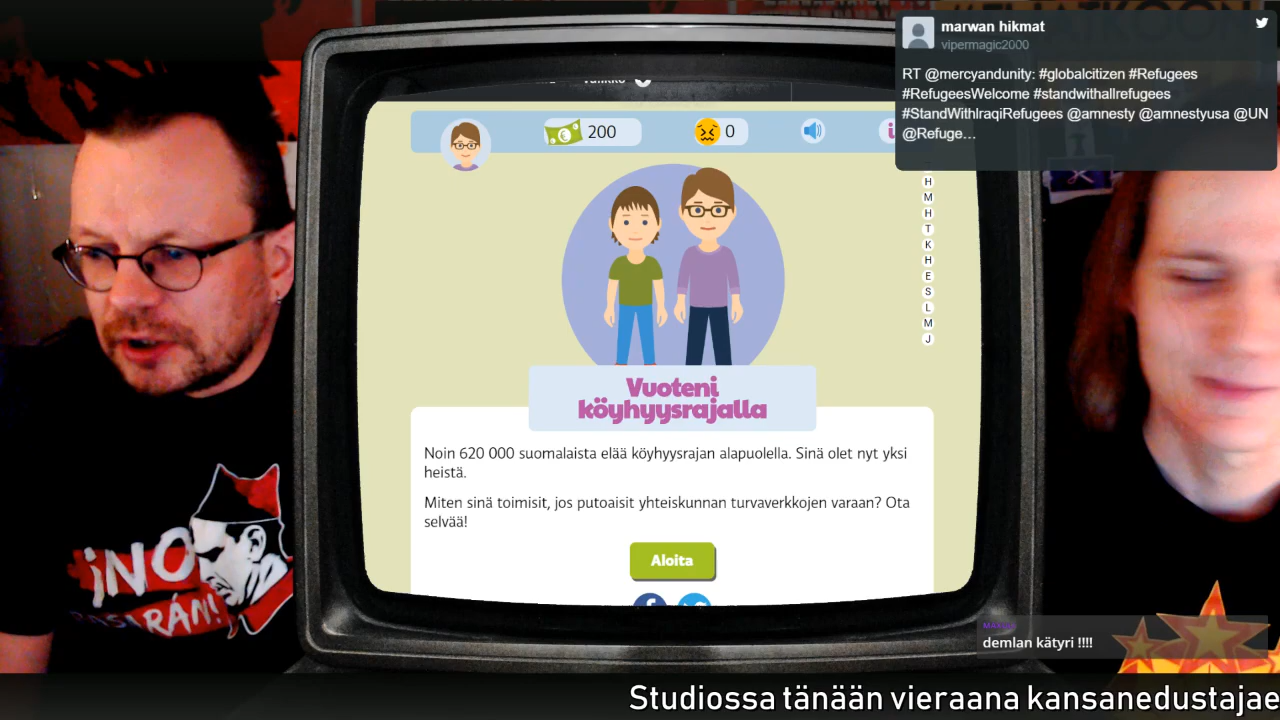 marwan hikmat
vipermagic2000
RT @mercyandunity: #globalcitizen #Refugees
#RefugeesWelcome #standwithallrefugees
#StandWithIraqiRefugees @amnesty @amnestyusa @UN
@Refuge…
200
0
H
M
H
T
K
H
E
S
L
M
J
Vuoteni
köyhyysrajalla
Noin 620 000 suomalaista elää köyhyysrajan alapuolella. Sinä olet nyt yksi
heistä.
Miten sinä toimisit, jos putoaisit yhteiskunnan turvaverkkojen varaan? Ota
selvää!
Aloita
¡NO
PASARÁN!
demlan kätyri !!!!
Studiossa tänään vieraana kansanedustajae